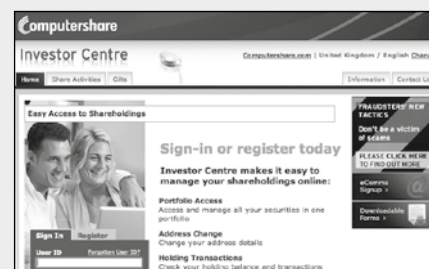 Computershare
Investor Centre
Computershare.com | United Kingdom / English Chan
Home
Share Activities
Gifts
Information
Contact Us
Easy Access to Shareholdings
FRAUDSTERS' NEW
TACTICS
Don't be a victim
of scams
PLEASE CLICK HERE
TO FIND OUT MORE
eComms
Signup >
Downloadable
Forms >
Sign-in or register today
Investor Centre makes it easy to
manage your shareholdings online:
Portfolio Access
Access and manage all your securities in one
portfolio
Address Change
Change your address details
Holding Transactions
Check your holding balance and transactions
Sign In
Register
User ID
Forgotten User ID?